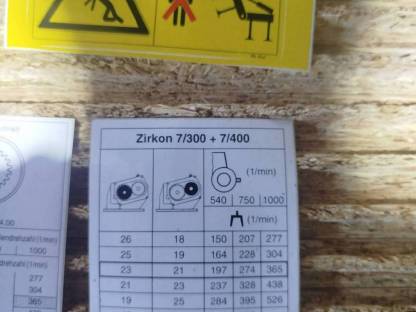 Zirkon 7/300 + 7/400
(1/min)
540 750 1000
(1/min)
26 18 150 207 277
25 19 164 228 304
23 21 197 274 365
21 23 237 328 438
19 25 284 395 526
1000
(1/min)
277
304
365